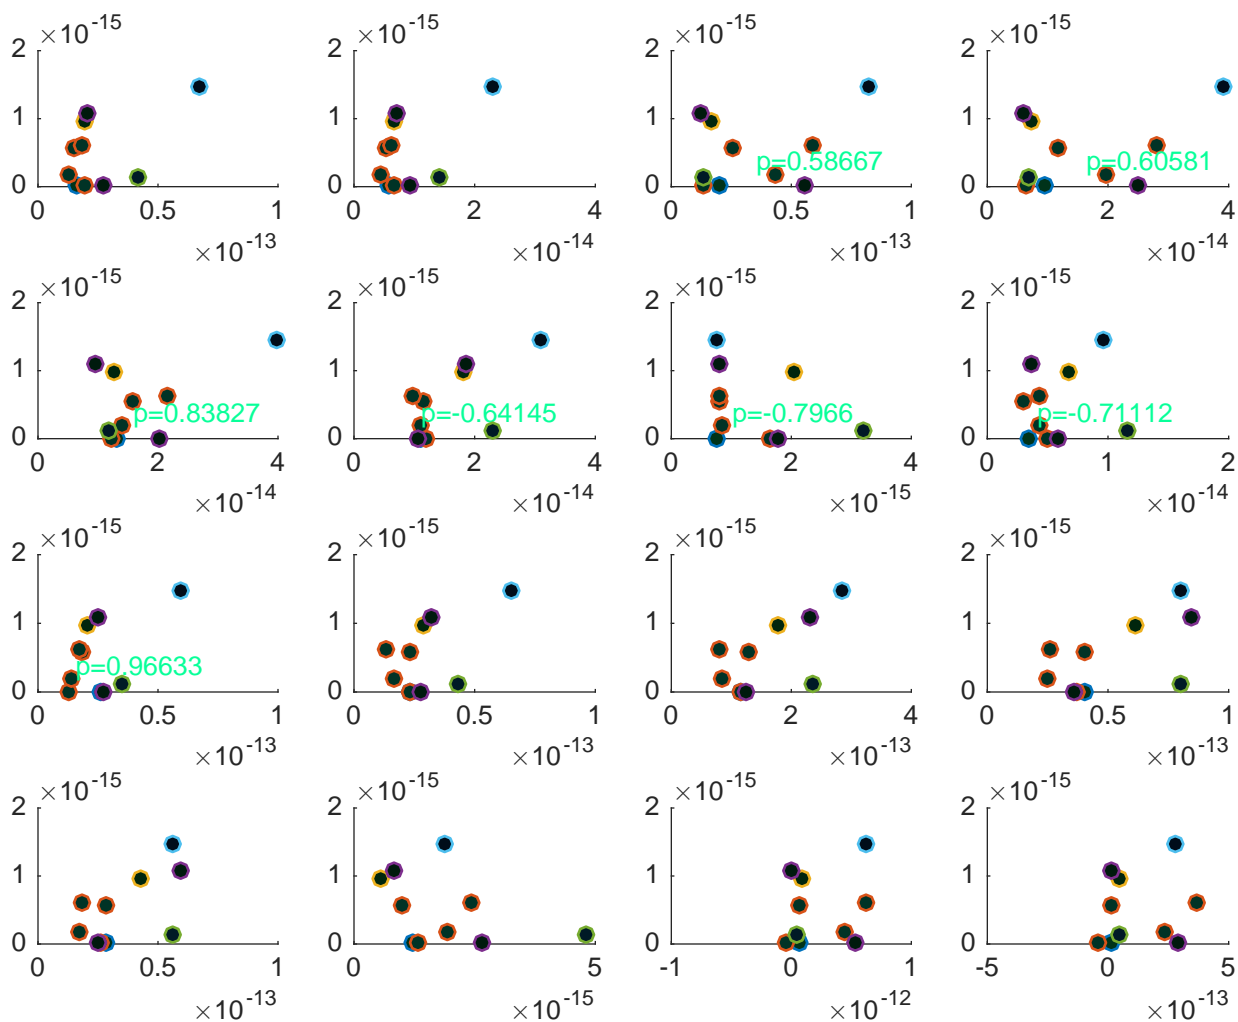 ×10-15 ×10-15 ×10-15 ×10-15
2 2 2 2
1 1 1 1
p=0.58667 p=0.60581
0 0 0 0
0 0.5 1 0 2 4 0 0.5 1 0 2 4
×10-13 ×10-14 ×10-13 ×10-14
×10-15 ×10-15 ×10-15 ×10-15
2 2 2 2
1 1 1 1
p=0.83827 p=-0.64145 p=-0.7966 p=-0.71112
0 0 0 0
0 2 4 0 2 4 0 2 4 0 1 2
×10-14 ×10-14 ×10-15 ×10-14
×10-15 ×10-15 ×10-15 ×10-15
2 2 2 2
1 1 1 1
p=0.96633
0 0 0 0
0 0.5 1 0 0.5 1 0 2 4 0 0.5 1
×10-13 ×10-13 ×10-13 ×10-13
×10-15 ×10-15 ×10-15 ×10-15
2 2 2 2
1 1 1 1
0 0 0 0
0 0.5 1 0 5 -1 0 1 -5 0 5
×10-13 ×10-15 ×10-12 ×10-13